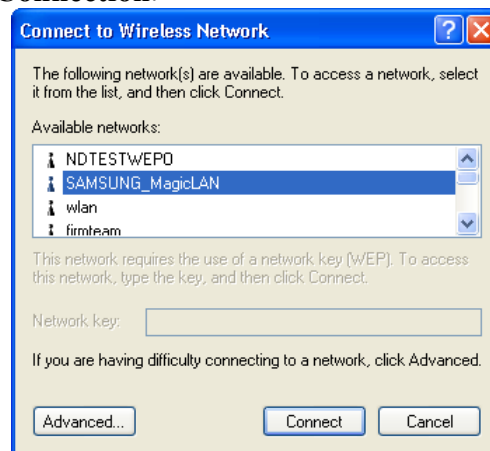 Connect to Wireless Network
The following network(s) are available. To access a network, select
it from the list, and then click Connect.
Available networks:
NDTESTWEP0
SAMSUNG_MagicLAN
wlan
firmteam
This network requires the use of a network key (WEP). To access
this network, type the key, and then click Connect.
Network key:
If you are having difficulty connecting to a network, click Advanced.
Advanced... Connect Cancel